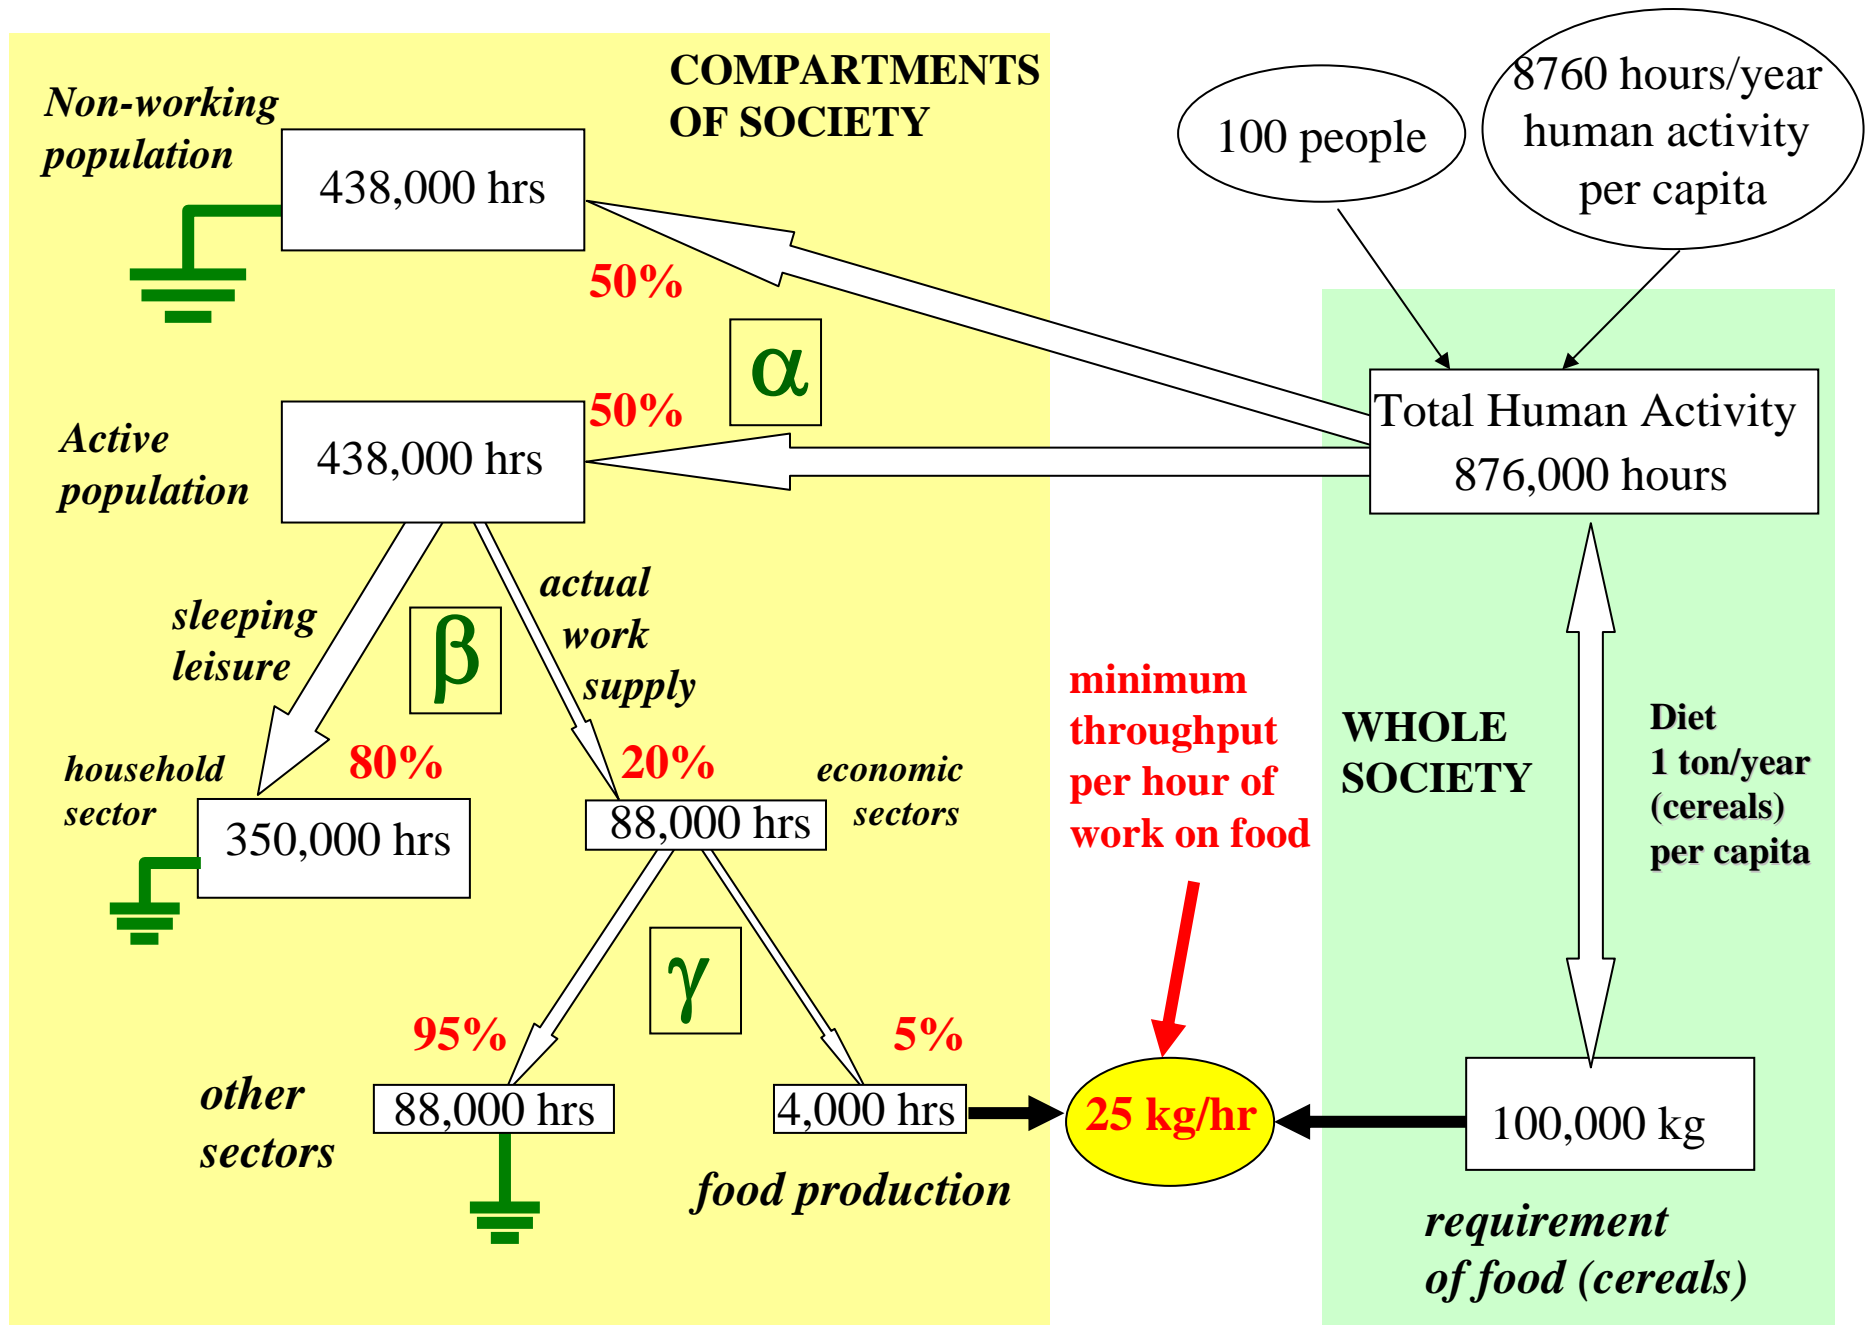 COMPARTMENTS
OF SOCIETY
Non-working
population
438,000 hrs
50%
α
50%
Active
population
438,000 hrs
sleeping
leisure
β
actual
work
supply
80%
20%
household
sector
350,000 hrs
economic
sectors
88,000 hrs
γ
95%
5%
other
sectors
88,000 hrs
4,000 hrs
food production
100 people
8760 hours/year
human activity
per capita
Total Human Activity
876,000 hours
minimum
throughput
per hour of
work on food
25 kg/hr
WHOLE
SOCIETY
Diet
1 ton/year
(cereals)
per capita
100,000 kg
requirement
of food (cereals)